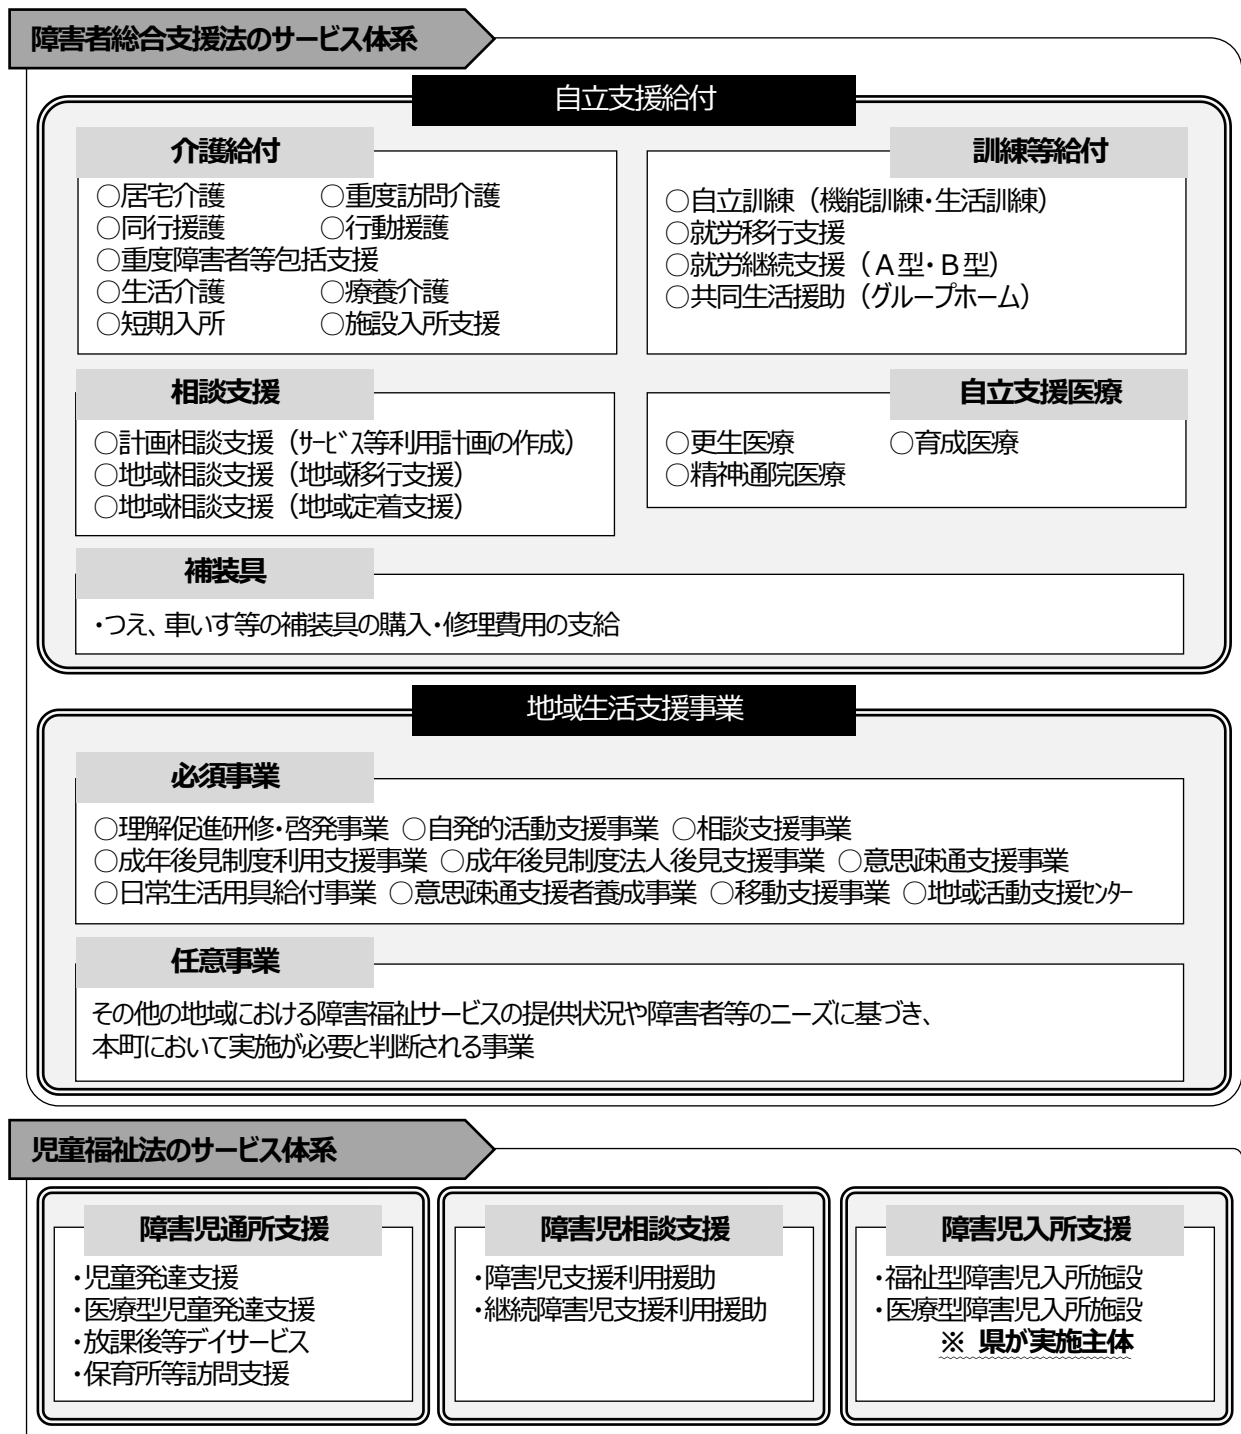 障害者総合支援法のサービス体系
自立支援給付
介護給付
○居宅介護 ○重度訪問介護
○同行援護 ○行動援護
○重度障害者等包括支援
○生活介護 ○療養介護
○短期入所 ○施設入所支援
訓練等給付
○自立訓練（機能訓練・生活訓練）
○就労移行支援
○就労継続支援（Ａ型・Ｂ型）
○共同生活援助（グループホーム）
相談支援
○計画相談支援（ｻｰﾋﾞｽ等利用計画の作成）
○地域相談支援（地域移行支援）
○地域相談支援（地域定着支援）
自立支援医療
○更生医療 ○育成医療
○精神通院医療
補装具
・つえ、車いす等の補装具の購入・修理費用の支給
地域生活支援事業
必須事業
○理解促進研修・啓発事業 ○自発的活動支援事業 ○相談支援事業
○成年後見制度利用支援事業 ○成年後見制度法人後見支援事業 ○意思疎通支援事業
○日常生活用具給付事業 ○意思疎通支援者養成事業 ○移動支援事業 ○地域活動支援ｾﾝﾀｰ
任意事業
その他の地域における障害福祉サービスの提供状況や障害者等のニーズに基づき、
本町において実施が必要と判断される事業
児童福祉法のサービス体系
障害児通所支援
・児童発達支援
・医療型児童発達支援
・放課後等デイサービス
・保育所等訪問支援
障害児相談支援
・障害児支援利用援助
・継続障害児支援利用援助
障害児入所支援
・福祉型障害児入所施設
・医療型障害児入所施設
※ 県が実施主体